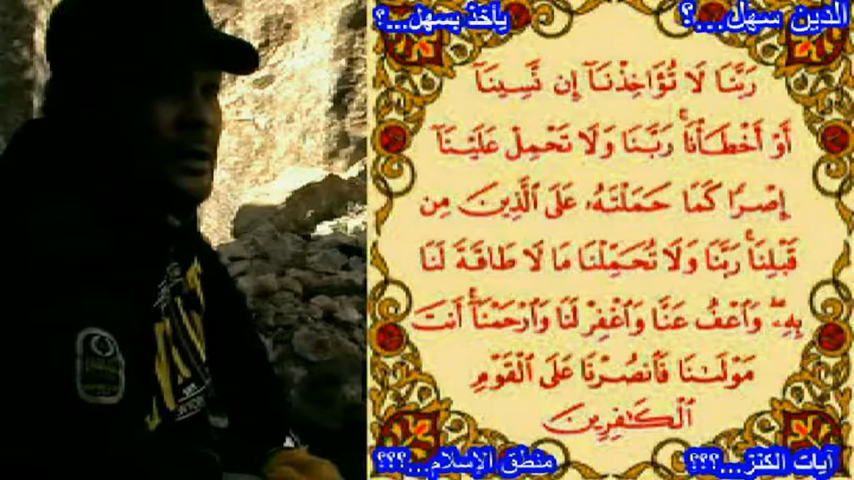 الدين سهل...؟ يأخذ بسهل...؟
رَبَّنَا لَا تُؤَاخِذْنَآ إِن نَّسِينَآ
أَوْ أَخْطَأْنَا ۚ رَبَّنَا وَلَا تَحْمِلْ عَلَيْنَآ
إِصْرًا كَمَا حَمَلْتَهُۥ عَلَى ٱلَّذِينَ مِن
قَبْلِنَا ۚ رَبَّنَا وَلَا تُحَمِّلْنَا مَا لَا طَاقَةَ لَنَا
بِهِۦ ۖ وَٱعْفُ عَنَّا وَٱغْفِرْ لَنَا وَٱرْحَمْنَآ ۚ أَنتَ
مَوْلَىٰنَا فَٱنصُرْنَا عَلَى ٱلْقَوْمِ
ٱلْكَٰفِرِينَ
آيات الكنز...؟؟؟ منطق الإسلام...؟؟؟